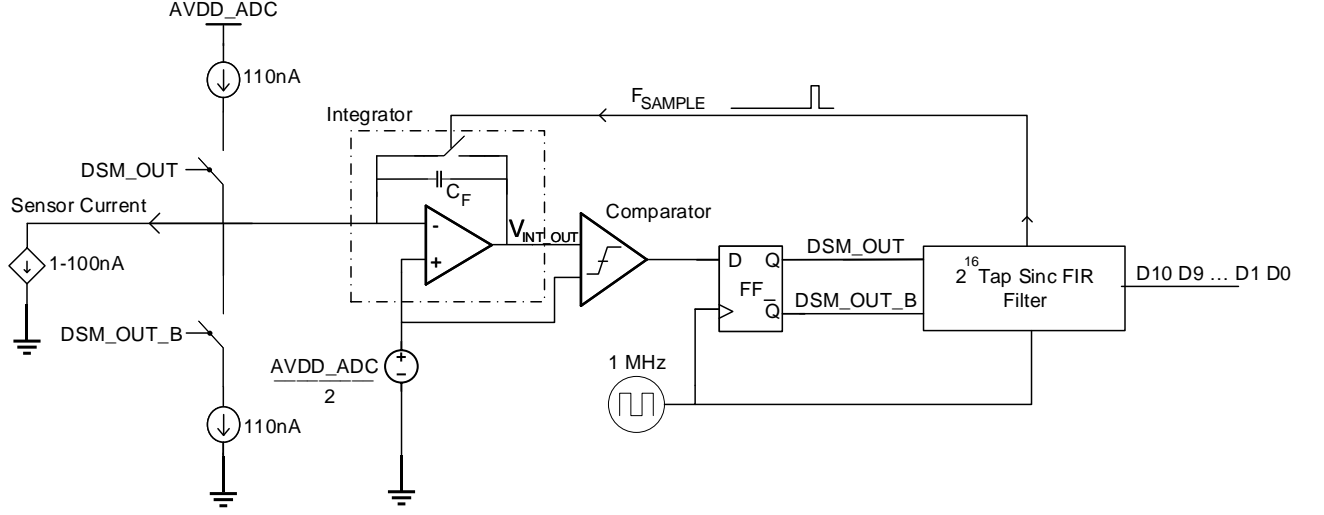 AVDD_ADC
110nA
Integrator
F_SAMPLE
DSM_OUT
C_F
Sensor Current
Comparator
-
+
V_INT_OUT
1-100nA
D Q
FF
Q̅
DSM_OUT
DSM_OUT_B
2^16 Tap Sinc FIR
Filter
D10 D9 ... D1 D0
DSM_OUT_B
AVDD_ADC
2
+
-
1 MHz
110nA